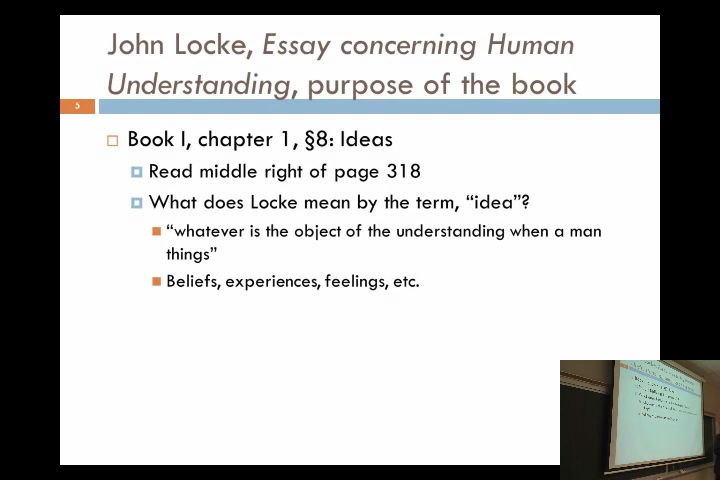 John Locke, Essay concerning Human
Understanding, purpose of the book
5
Book I, chapter 1, §8: Ideas
Read middle right of page 318
What does Locke mean by the term, “idea”?
“whatever is the object of the understanding when a man
things”
Beliefs, experiences, feelings, etc.